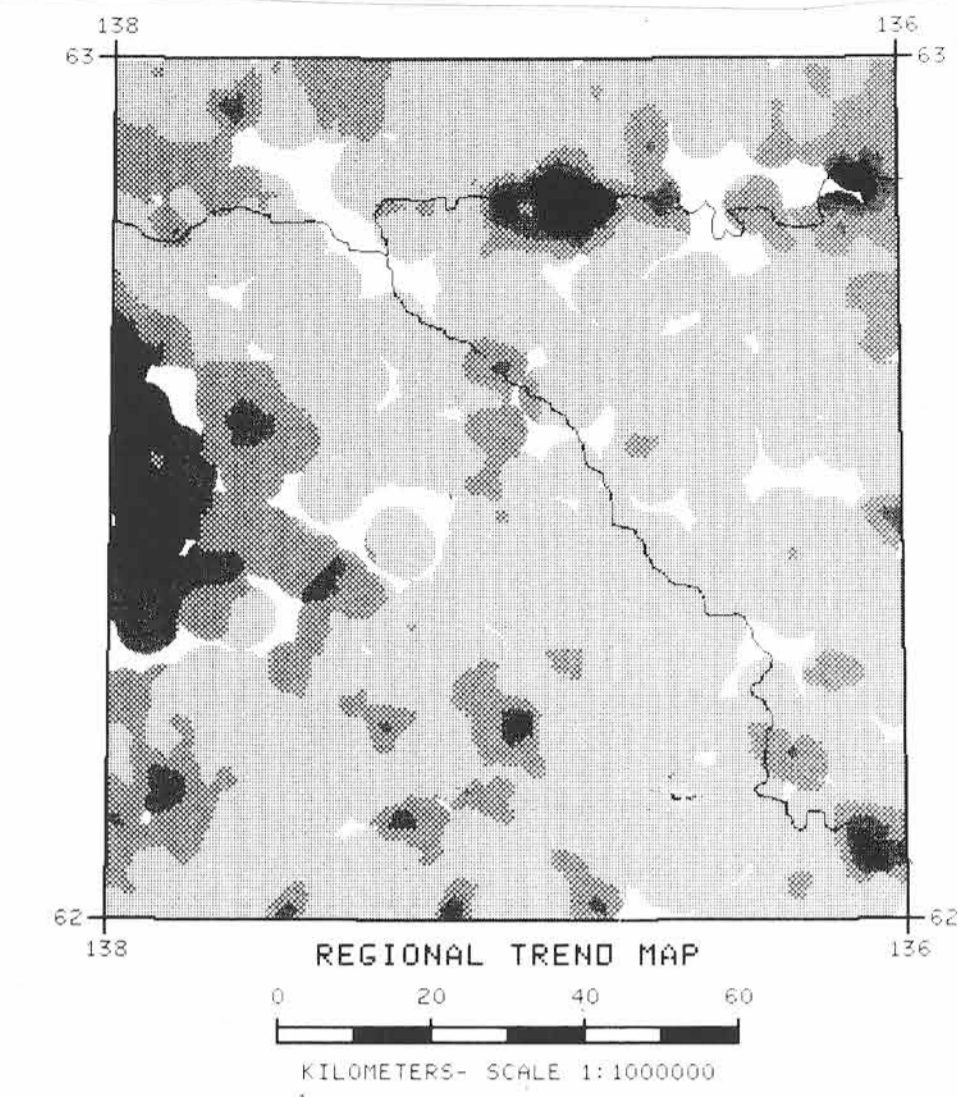 138 136
63 63
62 62
138 136
REGIONAL TREND MAP
0 20 40 60
KILOMETERS- SCALE 1:1000000